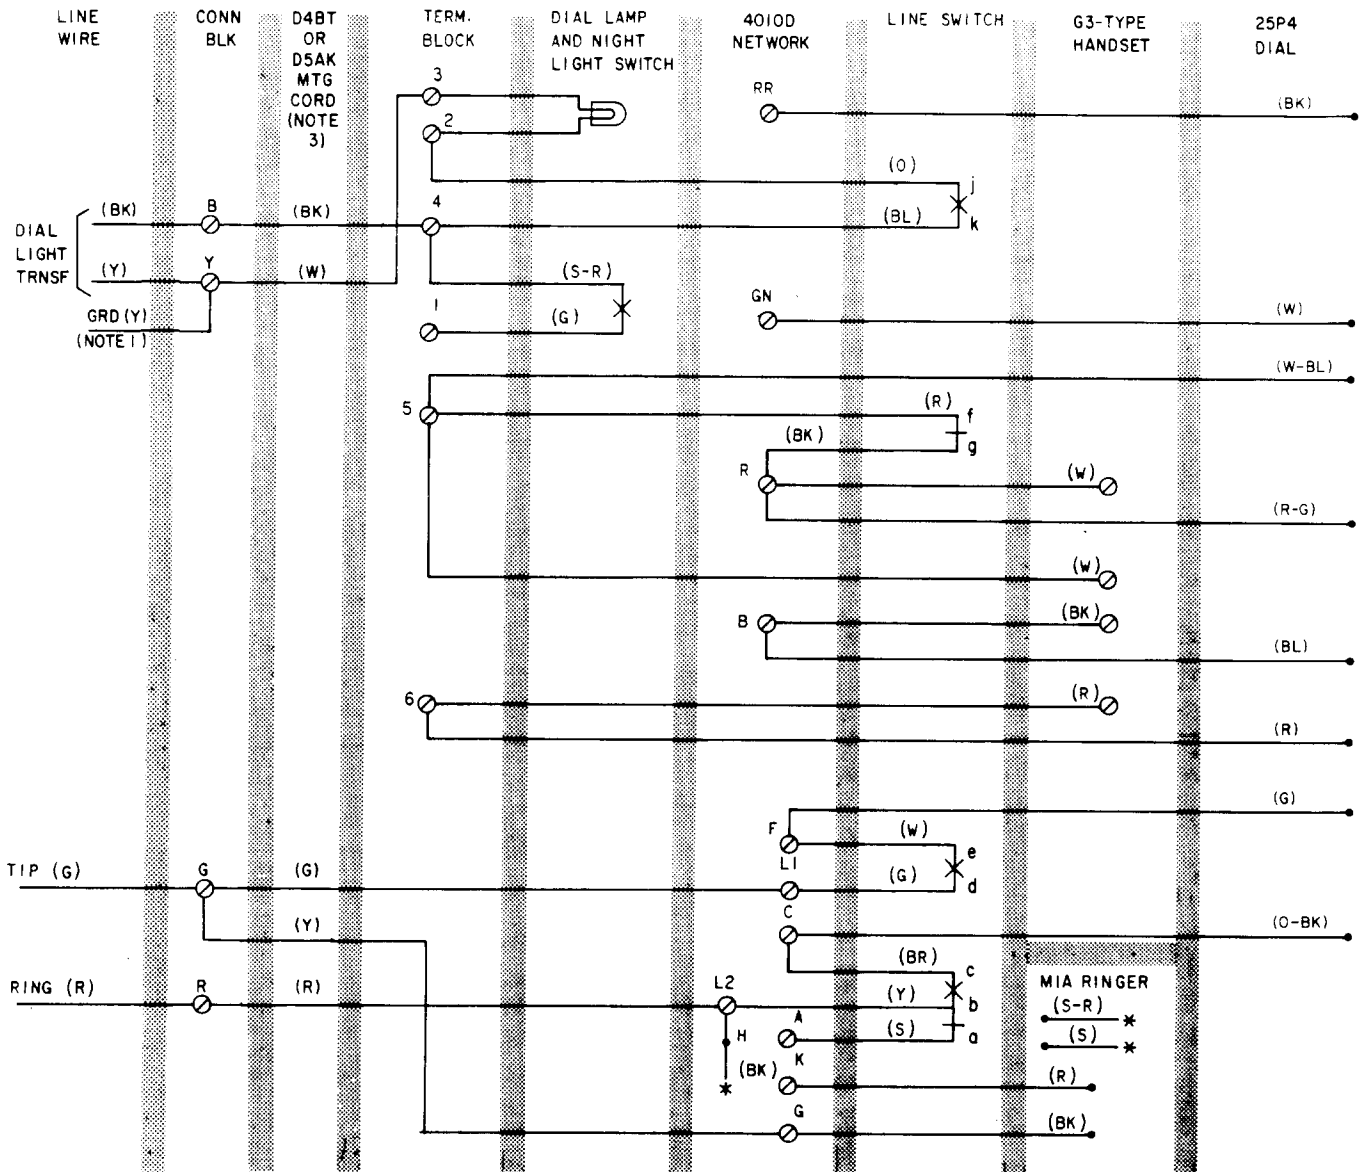 LINE
WIRE
CONN
BLK
D4BT
OR
D5AK
MTG
CORD
(NOTE
3)
TERM.
BLOCK
DIAL LAMP
AND NIGHT
LIGHT SWITCH
4010D
NETWORK
LINE SWITCH
G3-TYPE
HANDSET
25P4
DIAL
3
RR
(BK)
2
(O)
j
(BK)
B
(BK)
4
(BL)
k
DIAL
LIGHT
TRNSF
(Y)
Y
(W)
(S-R)
GRD (Y)
(NOTE 1)
1
(G)
GN
(W)
(W-BL)
5
(R)
f
(BK)
g
R
(W)
(R-G)
(W)
B
(BK)
(BL)
6
(R)
(R)
(G)
F
(W)
e
L1
TIP (G)
G
(G)
(G)
d
C
(Y)
(O-BK)
(BR)
c
RING (R)
R
(R)
L2
(Y)
b
M1A RINGER
(S-R)
A
H
(S)
a
(S)
(BK)
K
(R)
G
(BK)